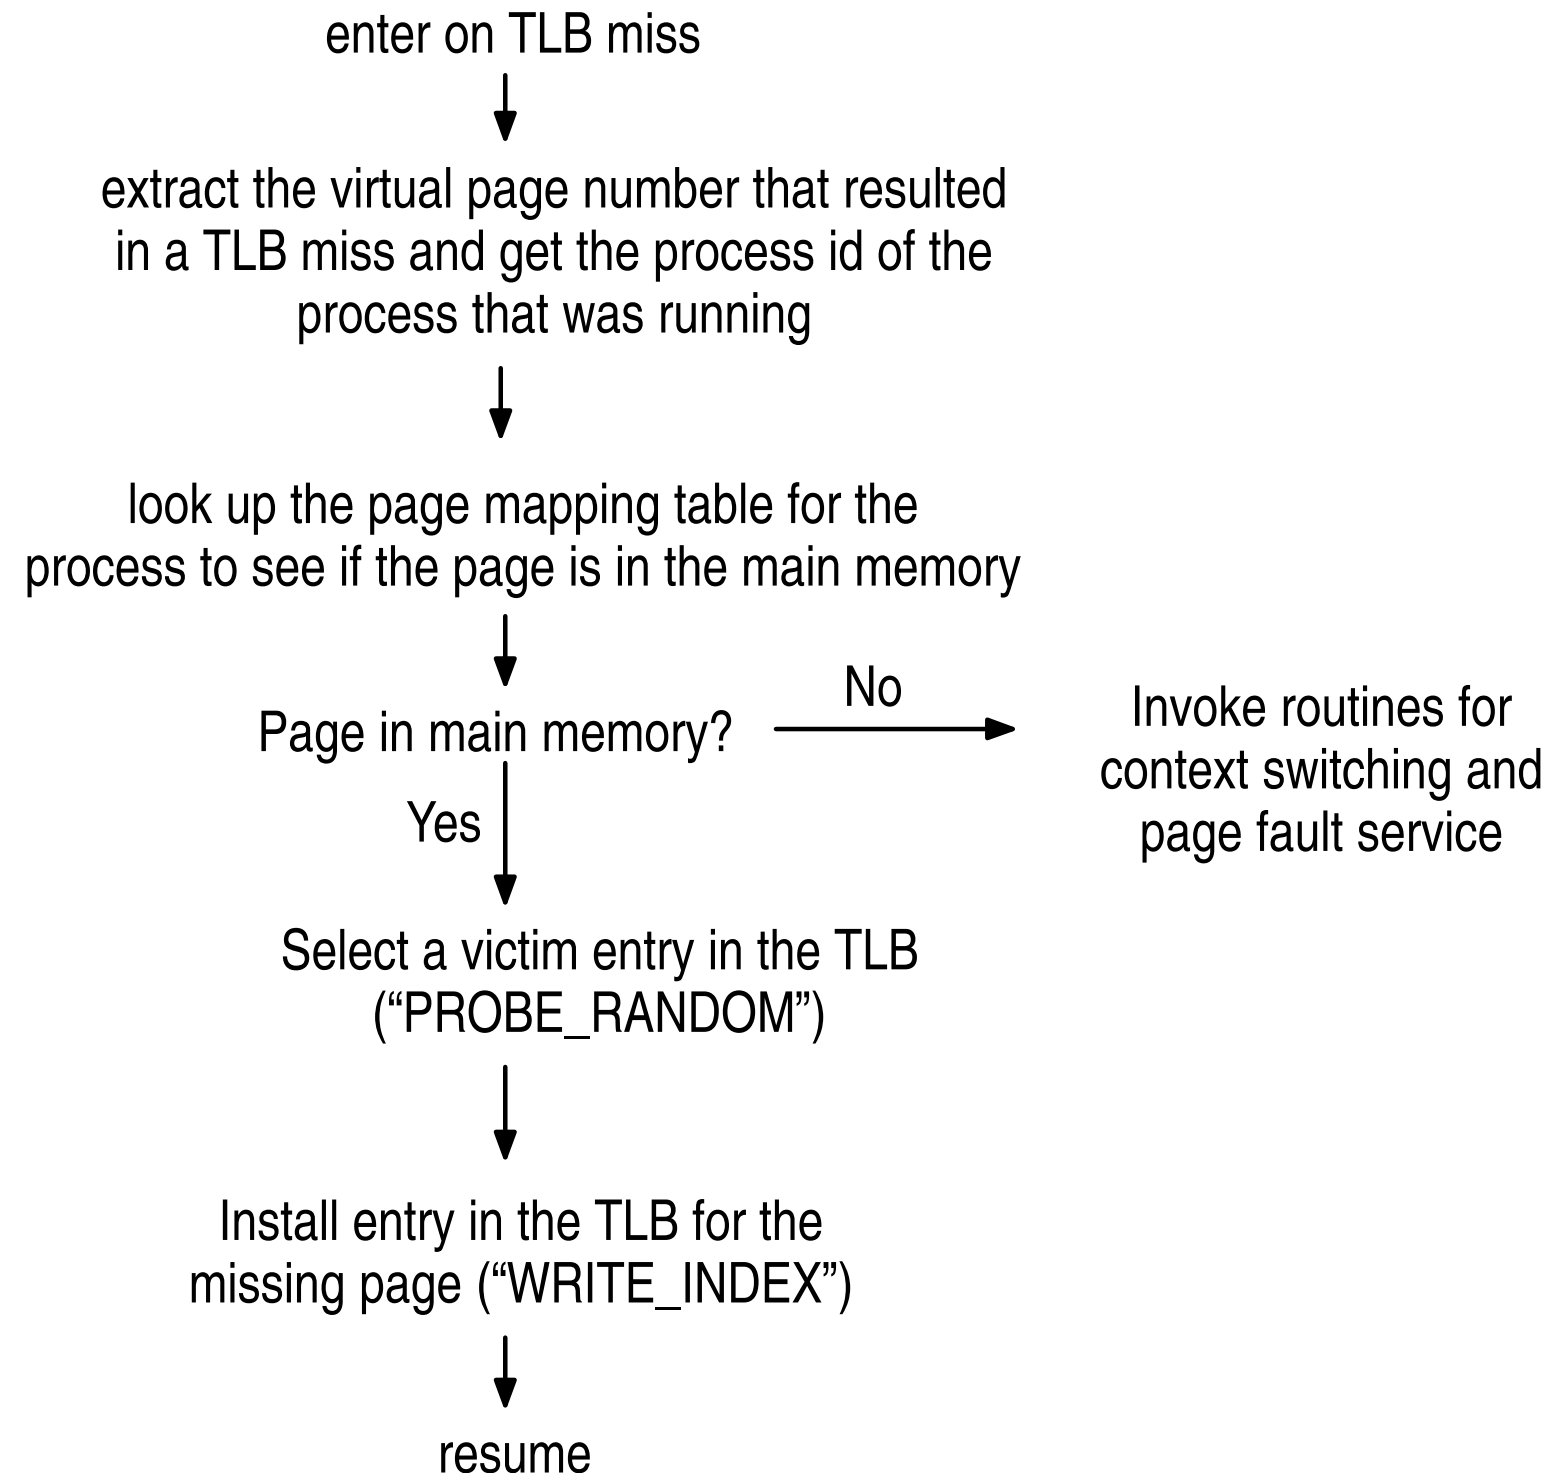 enter on TLB miss
extract the virtual page number that resulted
in a TLB miss and get the process id of the
process that was running
look up the page mapping table for the
process to see if the page is in the main memory
No
Page in main memory?
Invoke routines for
context switching and
page fault service
Yes
Select a victim entry in the TLB
(“PROBE_RANDOM”)
Install entry in the TLB for the
missing page (“WRITE_INDEX”)
resume